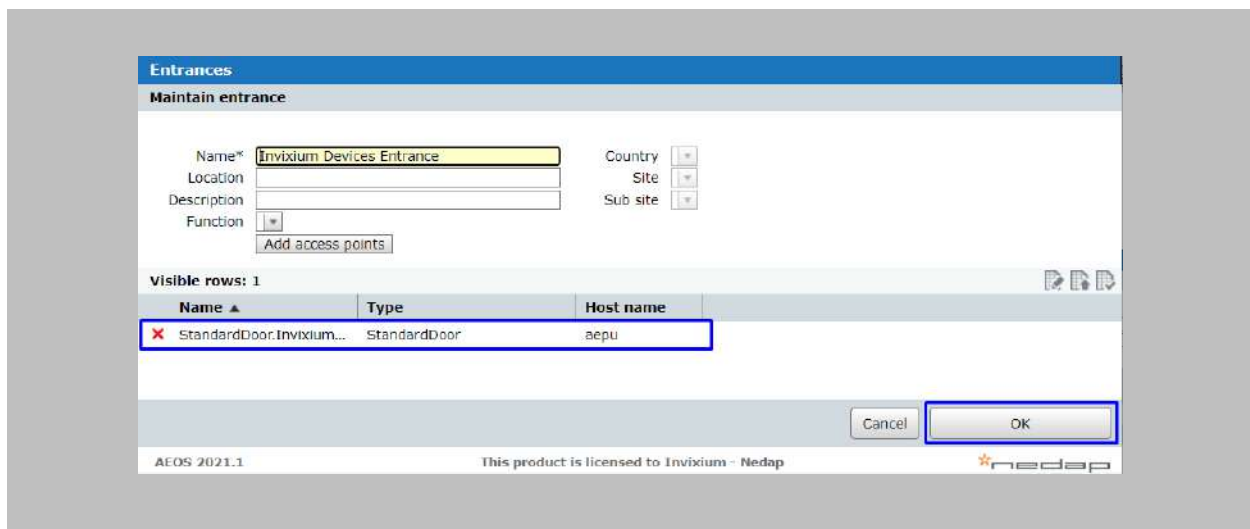 Entrances
Maintain entrance
Name* Invixium Devices Entrance Country
Location Site
Description Sub site
Function
Add access points
Visible rows: 1
Name ▲ Type Host name
StandardDoor.Invixium... StandardDoor aepu
Cancel OK
AEOS 2021.1 This product is licensed to Invixium - Nedap nedap